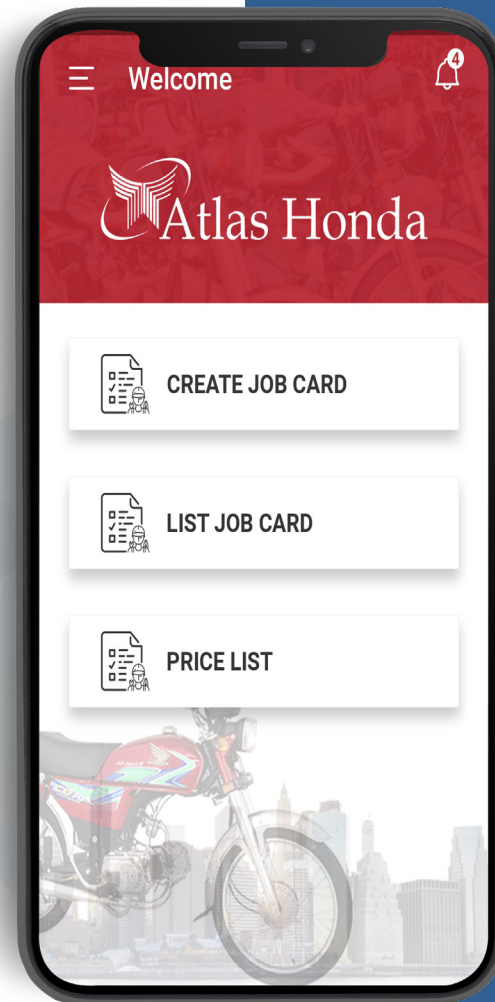 Welcome
4
Atlas Honda
CREATE JOB CARD
LIST JOB CARD
PRICE LIST